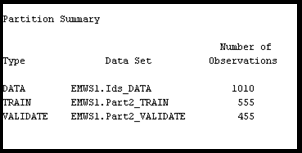 Partition Summary
Number of
Type Data Set Observations
DATA EMWS1.Ids_DATA 1010
TRAIN EMWS1.Part2_TRAIN 555
VALIDATE EMWS1.Part2_VALIDATE 455